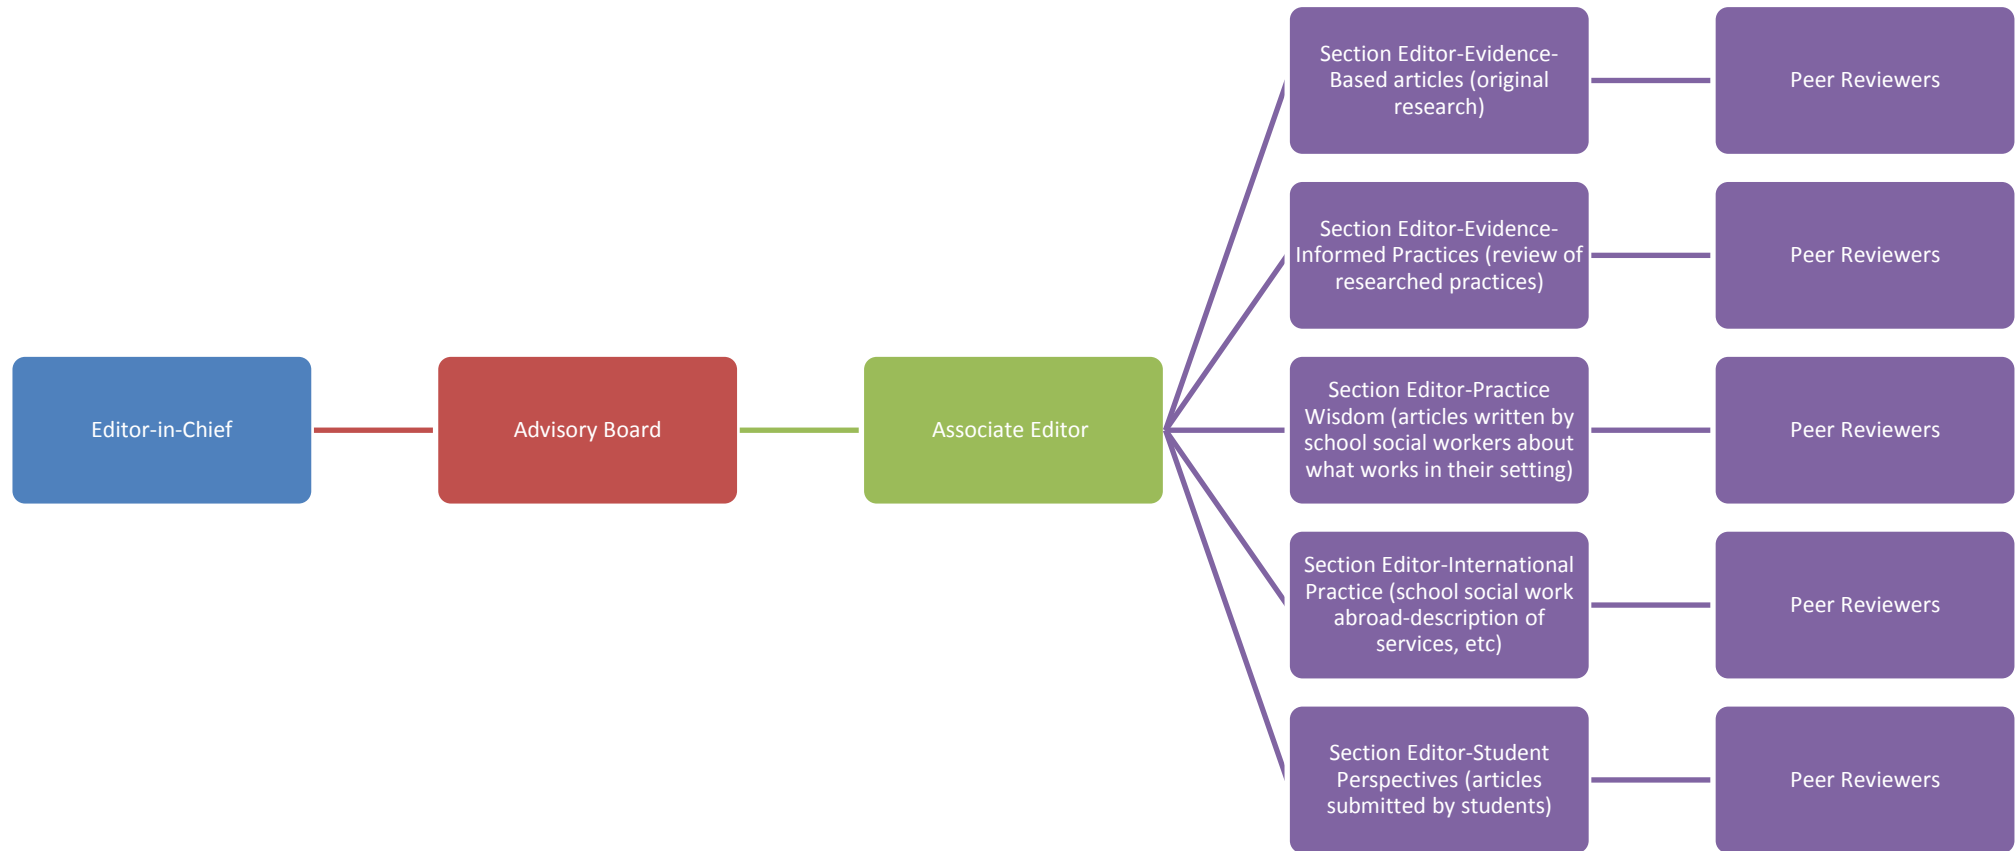 Editor-in-Chief
Advisory Board
Associate Editor
Section Editor-Evidence-
Based articles (original
research)
Peer Reviewers
Section Editor-Evidence-
Informed Practices (review of
researched practices)
Peer Reviewers
Section Editor-Practice
Wisdom (articles written by
school social workers about
what works in their setting)
Peer Reviewers
Section Editor-International
Practice (school social work
abroad-description of
services, etc)
Peer Reviewers
Section Editor-Student
Perspectives (articles
submitted by students)
Peer Reviewers